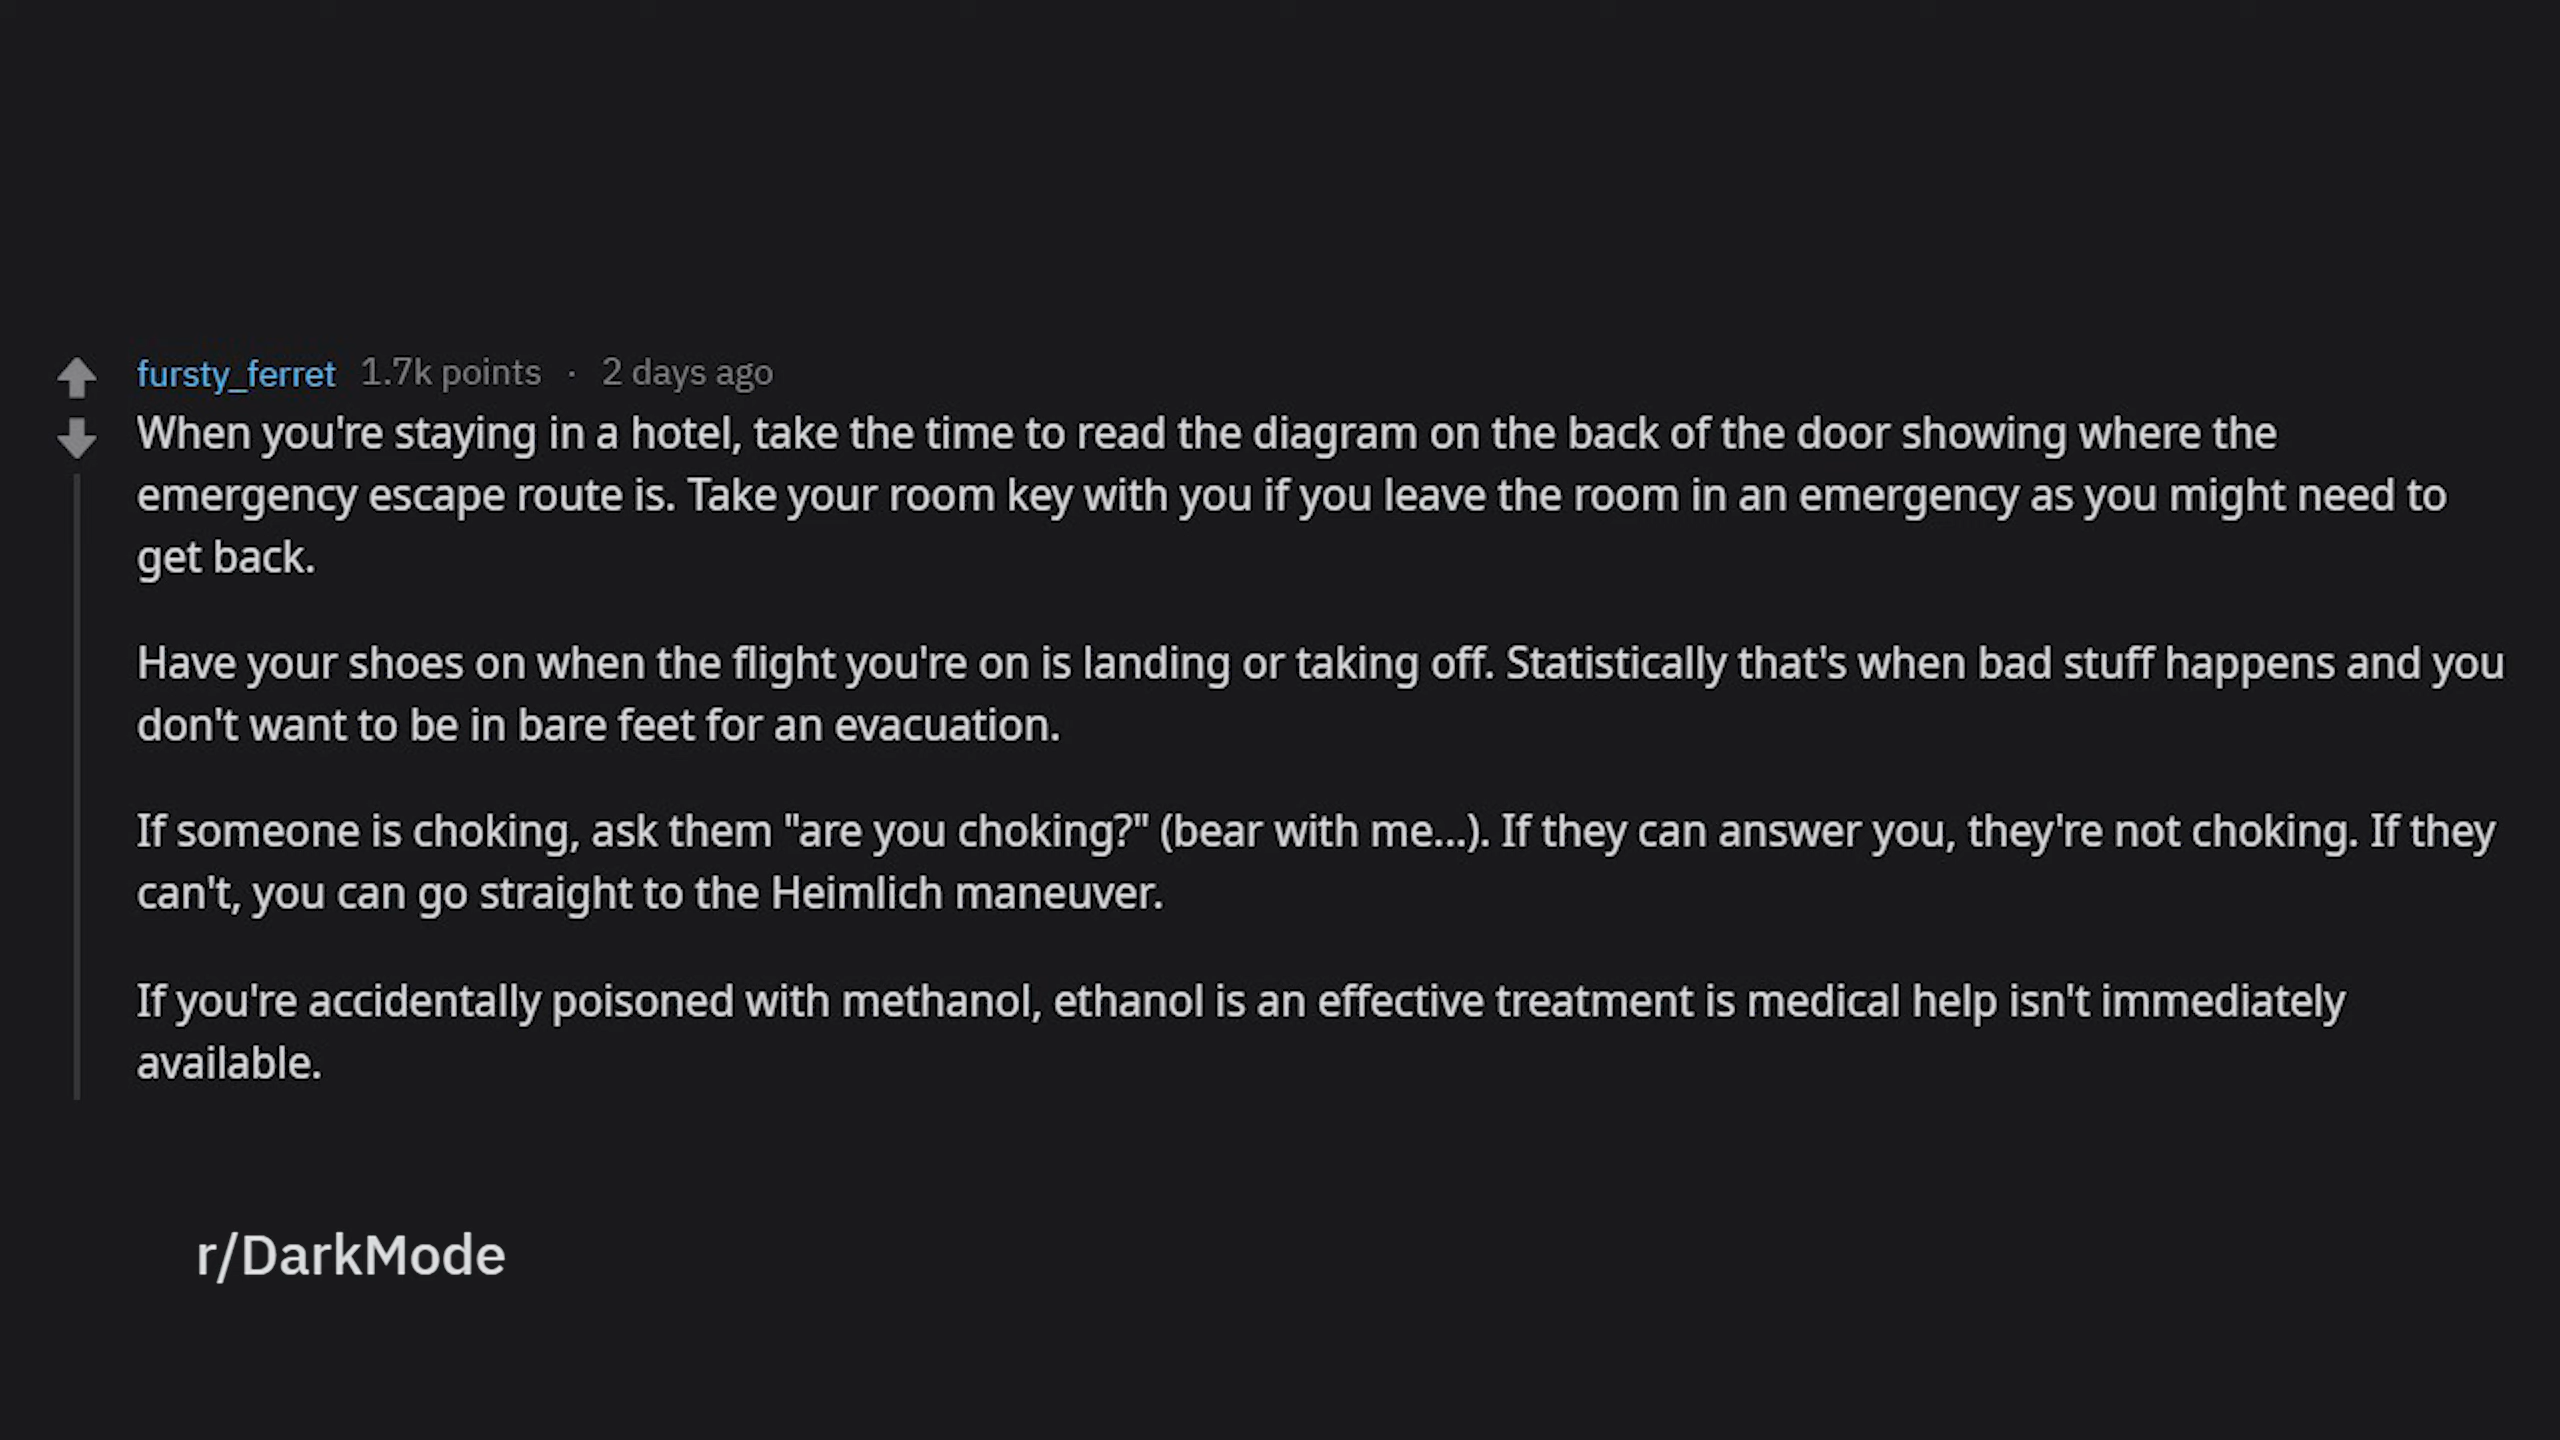 fursty_ferret 1.7k points · 2 days ago
When you're staying in a hotel, take the time to read the diagram on the back of the door showing where the
emergency escape route is. Take your room key with you if you leave the room in an emergency as you might need to
get back.
Have your shoes on when the flight you're on is landing or taking off. Statistically that's when bad stuff happens and you
don't want to be in bare feet for an evacuation.
If someone is choking, ask them "are you choking?" (bear with me...). If they can answer you, they're not choking. If they
can't, you can go straight to the Heimlich maneuver.
If you're accidentally poisoned with methanol, ethanol is an effective treatment is medical help isn't immediately
available.
r/DarkMode